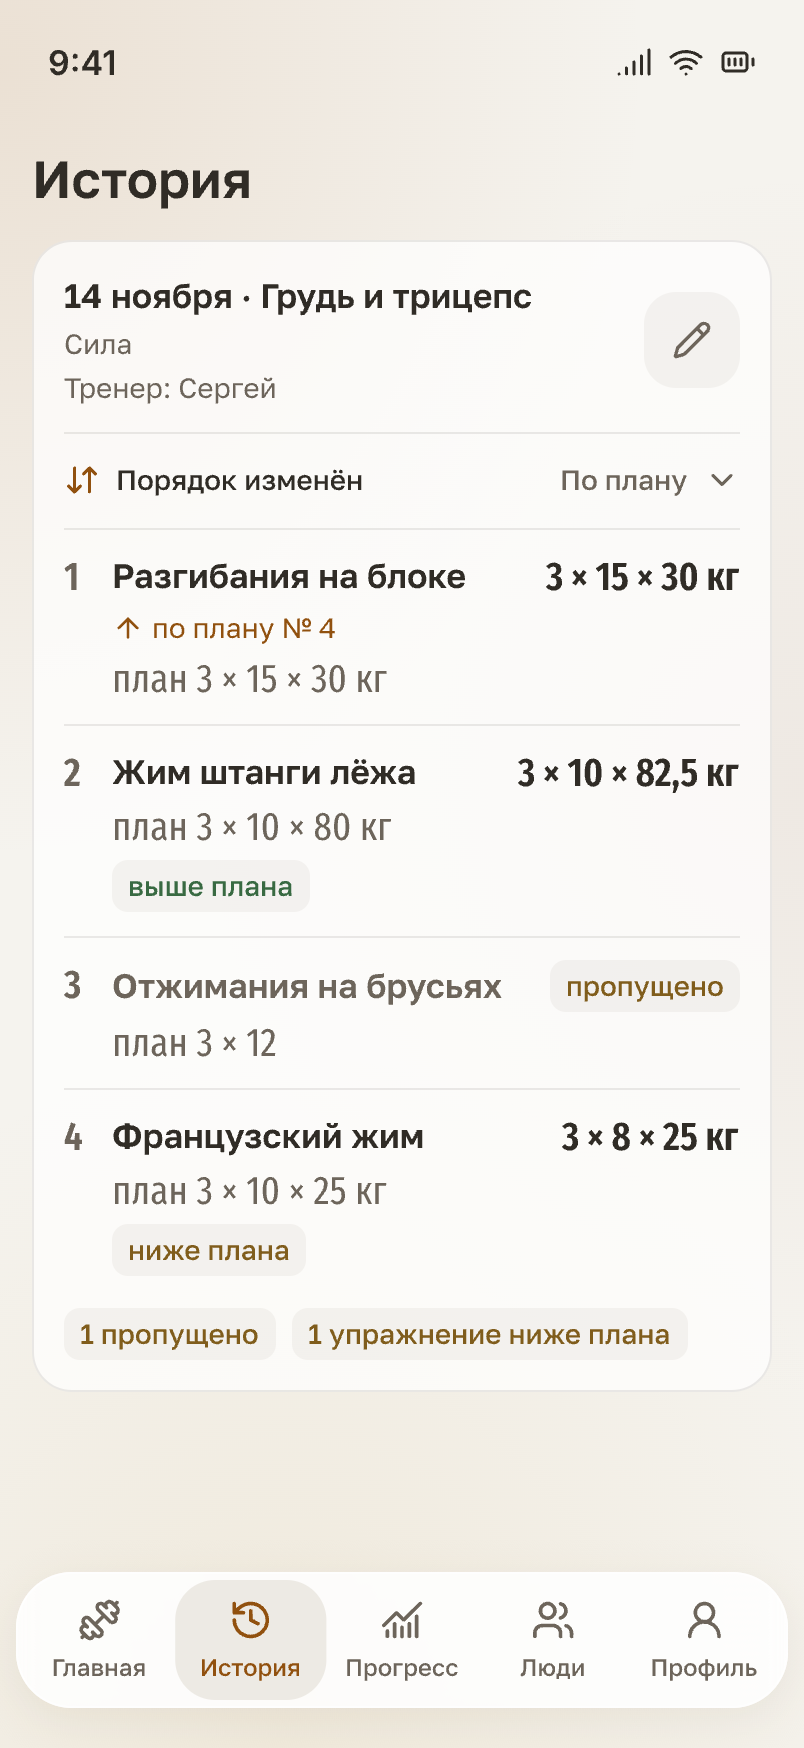 9:41
История
14 ноября · Грудь и трицепс
Сила
Тренер: Сергей
Порядок изменён По плану
1 Разгибания на блоке 3 × 15 × 30 кг
↑ по плану № 4
план 3 × 15 × 30 кг
2 Жим штанги лёжа 3 × 10 × 82,5 кг
план 3 × 10 × 80 кг
выше плана
3 Отжимания на брусьях пропущено
план 3 × 12
4 Французский жим 3 × 8 × 25 кг
план 3 × 10 × 25 кг
ниже плана
1 пропущено 1 упражнение ниже плана
Главная История Прогресс Люди Профиль